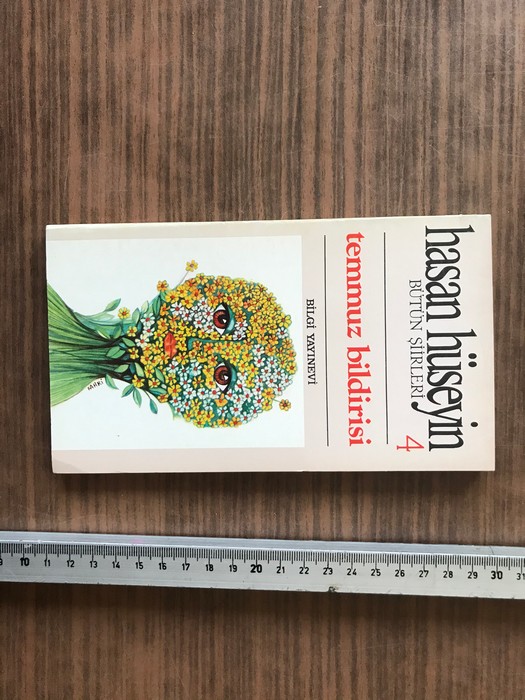 hasan hüseyin
BÜTÜN ŞİİRLERİ
4
temmuz bildirisi
BİLGİ YAYINEVİ
10 11 12 13 14 15 16 17 18 19 20 21 22 23 24 25 26 27 28 29 30 31